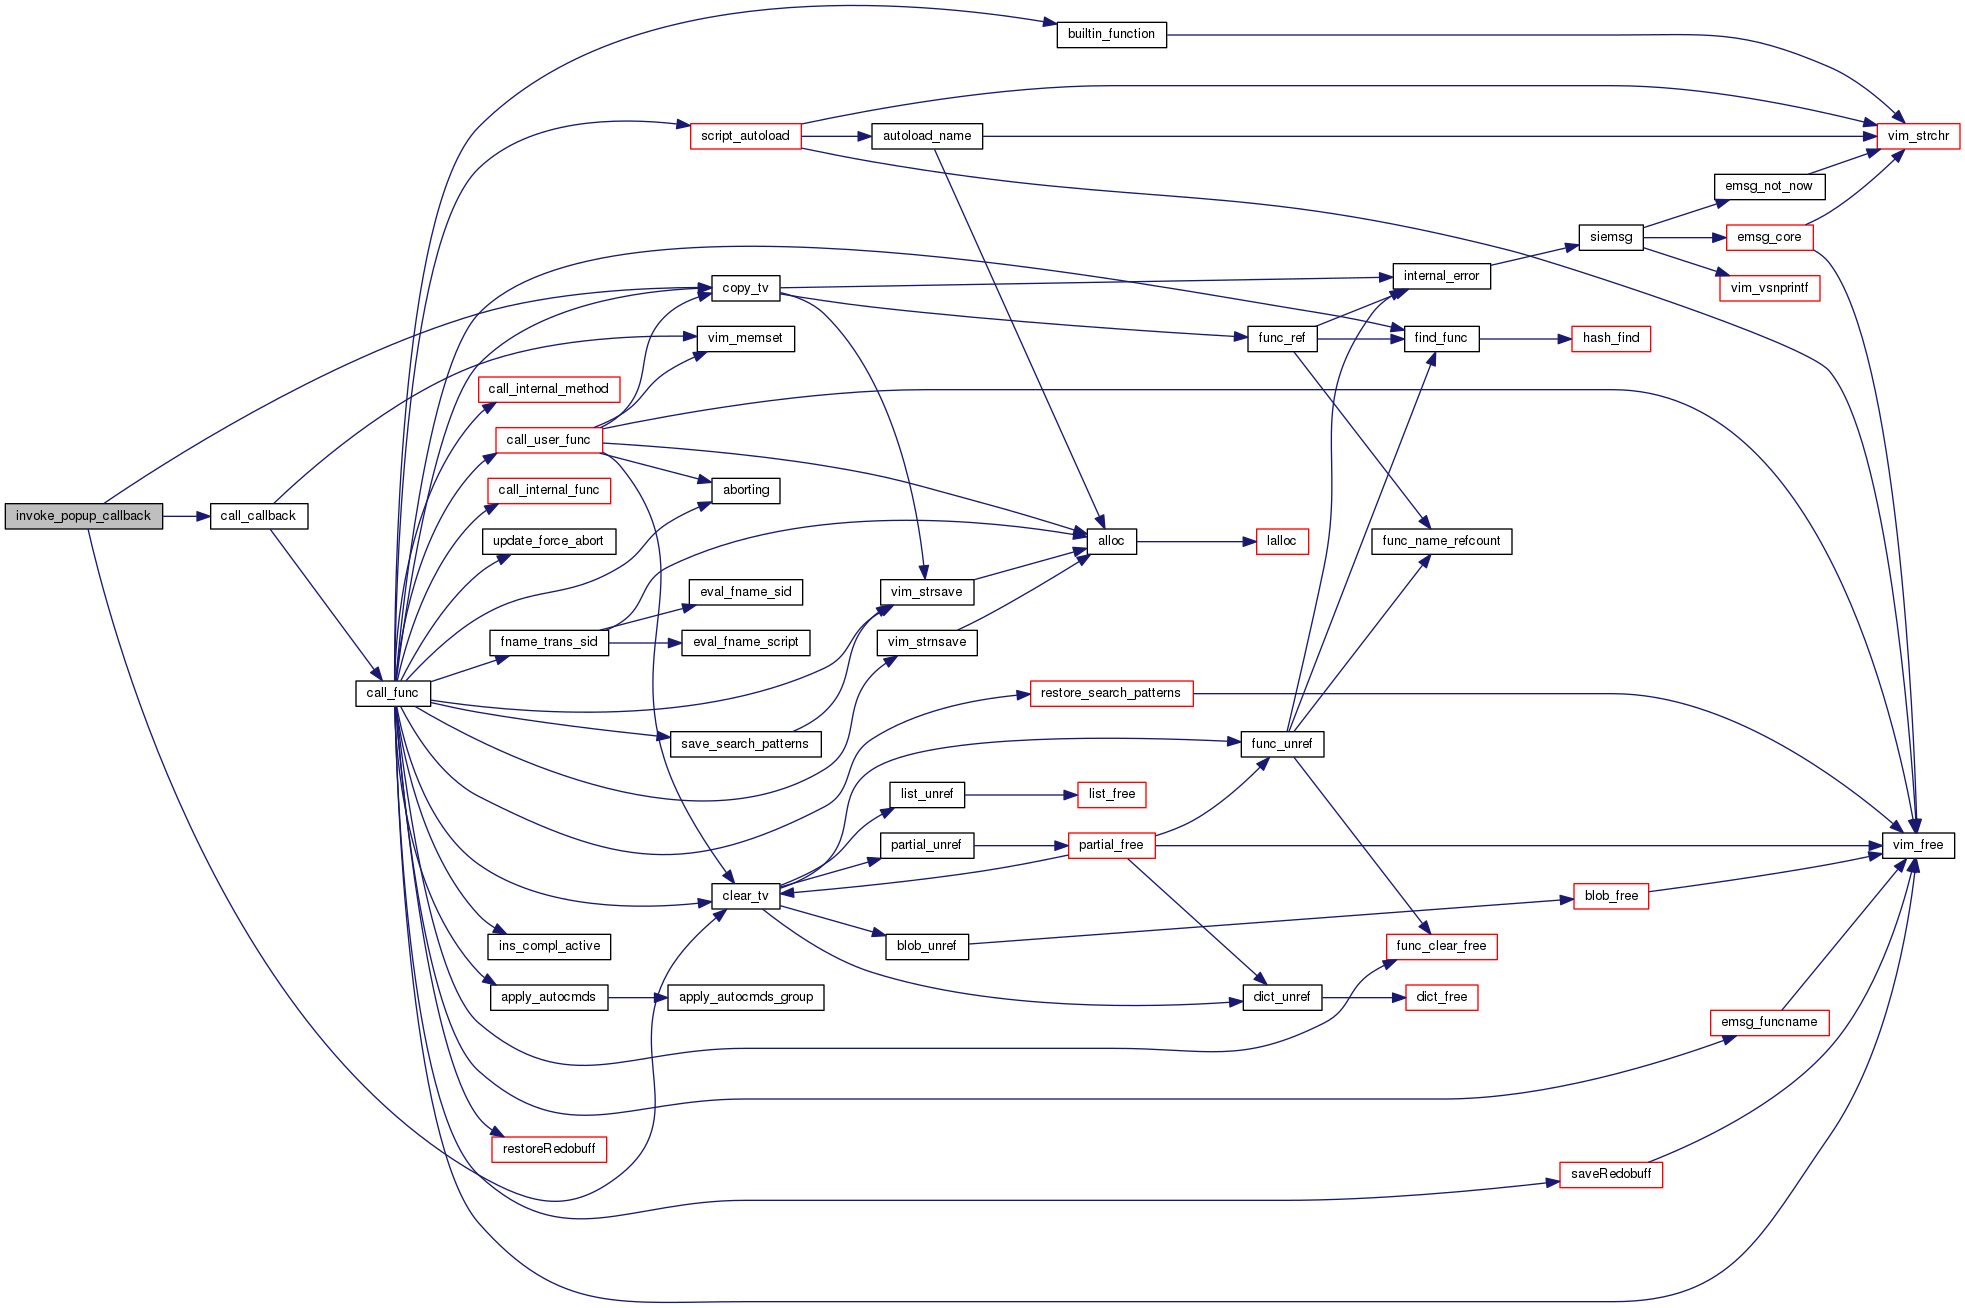 builtin_function
script_autoload
autoload_name
vim_strchr
emsg_not_now
siemsg
emsg_core
copy_tv
internal_error
vim_vsnprintf
vim_memset
func_ref
find_func
hash_find
call_internal_method
call_user_func
call_internal_func
aborting
invoke_popup_callback
call_callback
update_force_abort
alloc
lalloc
func_name_refcount
eval_fname_sid
vim_strsave
fname_trans_sid
eval_fname_script
vim_strnsave
call_func
restore_search_patterns
save_search_patterns
func_unref
list_unref
list_free
partial_unref
partial_free
vim_free
clear_tv
blob_free
ins_compl_active
blob_unref
func_clear_free
apply_autocmds
apply_autocmds_group
dict_unref
dict_free
emsg_funcname
restoreRedobuff
saveRedobuff